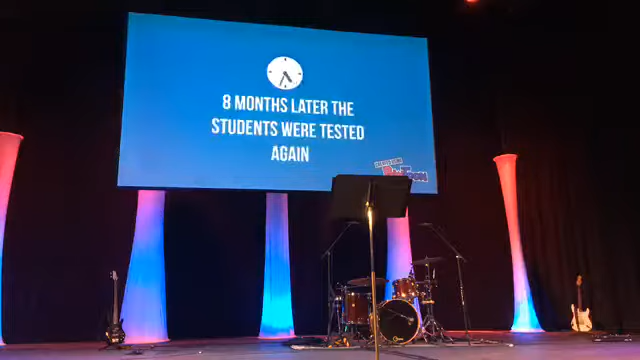 8 MONTHS LATER THE
STUDENTS WERE TESTED
AGAIN